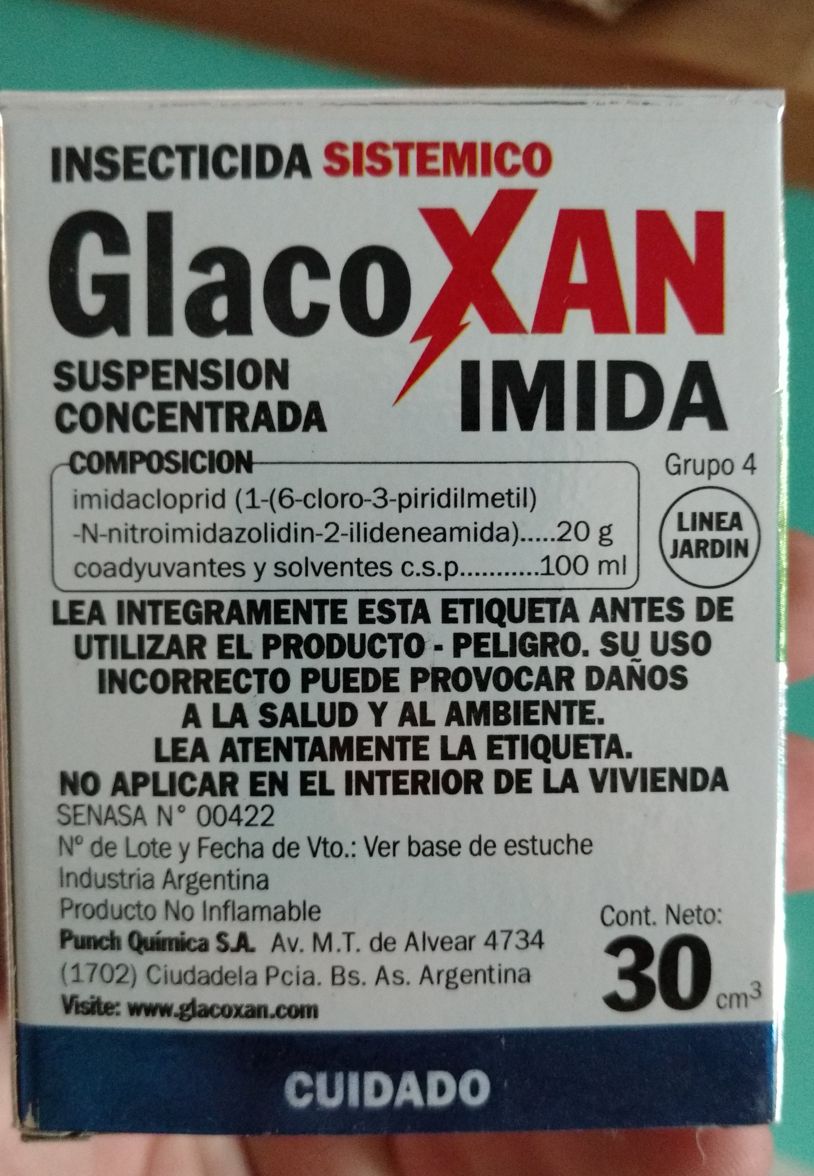 INSECTICIDA SISTEMICO
GlacoXAN
SUSPENSION
CONCENTRADA
IMIDA
COMPOSICION
imidacloprid (1-(6-cloro-3-piridilmetil)
-N-nitroimidazolidin-2-ilideneamida).....20 g
coadyuvantes y solventes c.s.p...........100 ml
Grupo 4
LINEA
JARDIN
LEA INTEGRAMENTE ESTA ETIQUETA ANTES DE
UTILIZAR EL PRODUCTO - PELIGRO. SU USO
INCORRECTO PUEDE PROVOCAR DAÑOS
A LA SALUD Y AL AMBIENTE.
LEA ATENTAMENTE LA ETIQUETA.
NO APLICAR EN EL INTERIOR DE LA VIVIENDA
SENASA N° 00422
Nº de Lote y Fecha de Vto.: Ver base de estuche
Industria Argentina
Producto No Inflamable
Punch Química S.A. Av. M.T. de Alvear 4734
(1702) Ciudadela Pcia. Bs. As. Argentina
Visite: www.glacoxan.com
Cont. Neto:
30 cm³
CUIDADO